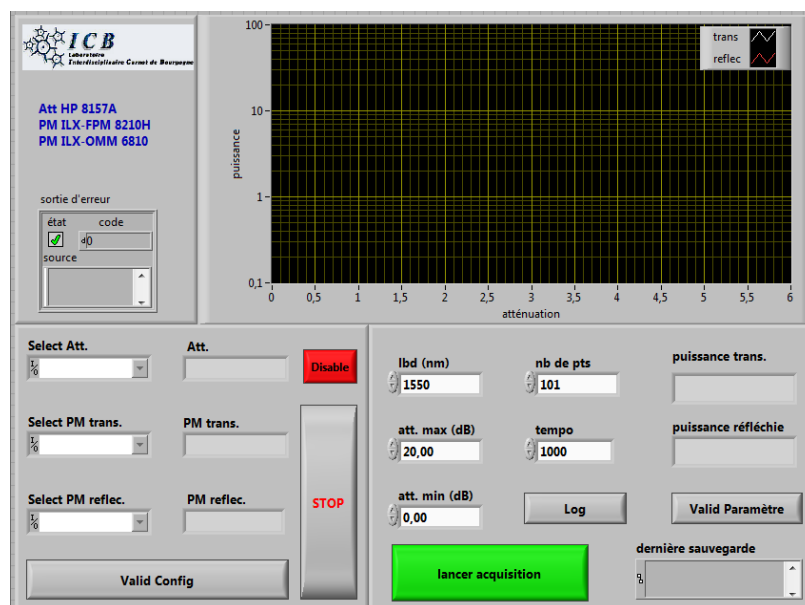 ICB
Laboratoire
Interdisciplinaire Carnot de Bourgogne
Att HP 8157A
PM ILX-FPM 8210H
PM ILX-OMM 6810
sortie d'erreur
état
code
d0
source
puissance
100
10
1
0,1
0
0,5
1
1,5
2
2,5
3
3,5
4
4,5
5
5,5
6
atténuation
trans
reflec
Select Att.
Att.
Disable
Select PM trans.
PM trans.
Select PM reflec.
PM reflec.
STOP
Valid Config
lbd (nm)
1550
nb de pts
101
puissance trans.
att. max (dB)
20,00
tempo
1000
puissance réfléchie
att. min (dB)
0,00
Log
Valid Paramètre
lancer acquisition
dernière sauvegarde